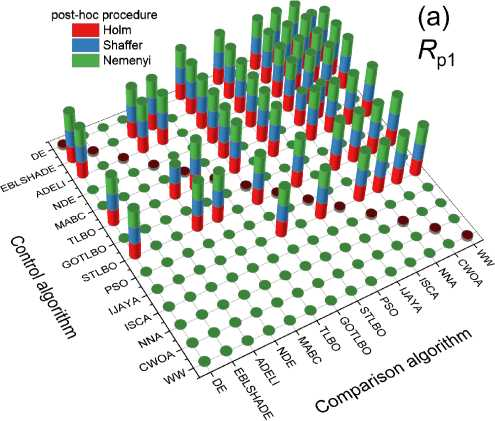 post-hoc procedure
Holm
Shaffer
Nemenyi
(a)
Rp1
DE
EBLSHADE
ADELI
NDE
MABC
TLBO
GOTLBO
STLBO
PSO
IJAYA
ISCA
NNA
CWOA
WW
Control algorithm
DE
EBLSHADE
ADELI
NDE
MABC
TLBO
GOTLBO
STLBO
PSO
IJAYA
ISCA
NNA
CWOA
WW
Comparison algorithm